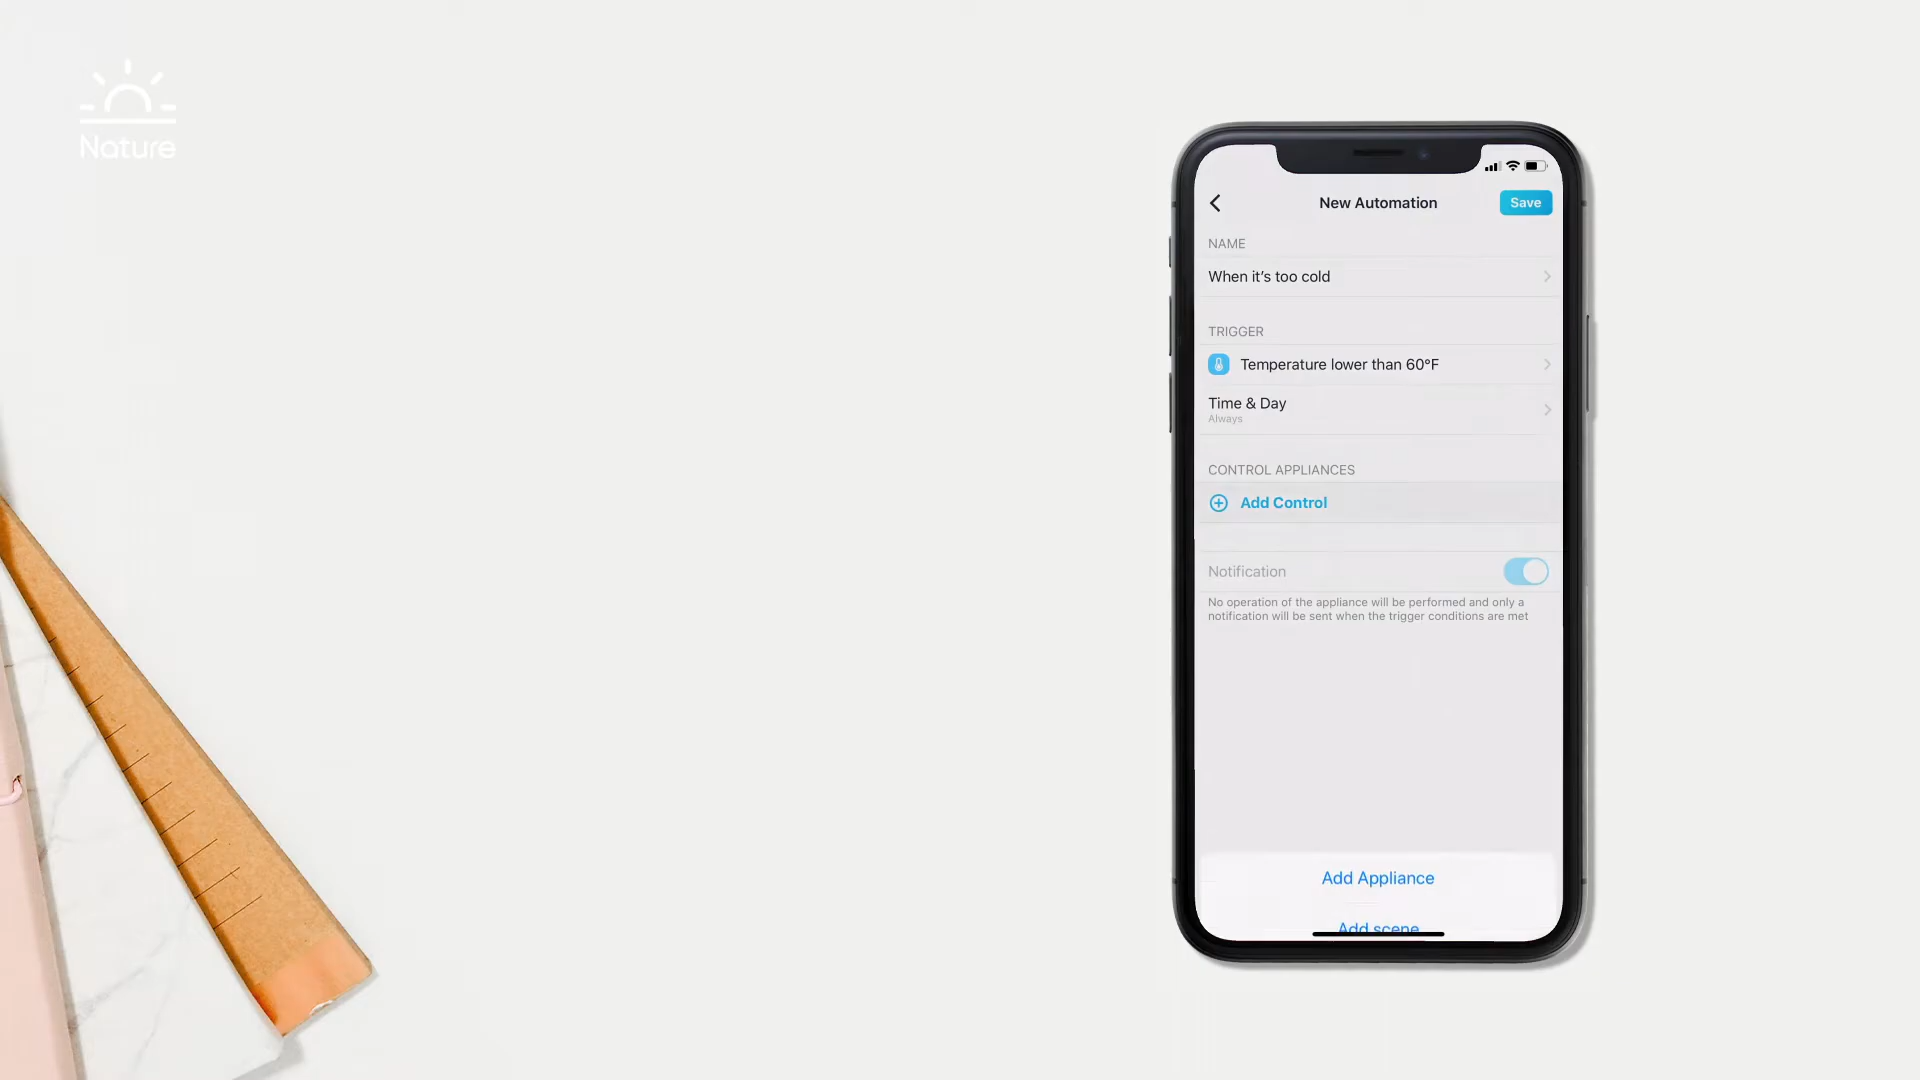 Nature
New Automation
Save
NAME
When it's too cold
TRIGGER
Temperature lower than 60°F
Time & Day
Always
CONTROL APPLIANCES
Add Control
Notification
No operation of the appliance will be performed and only a
notification will be sent when the trigger conditions are met
Add Appliance
Add scene